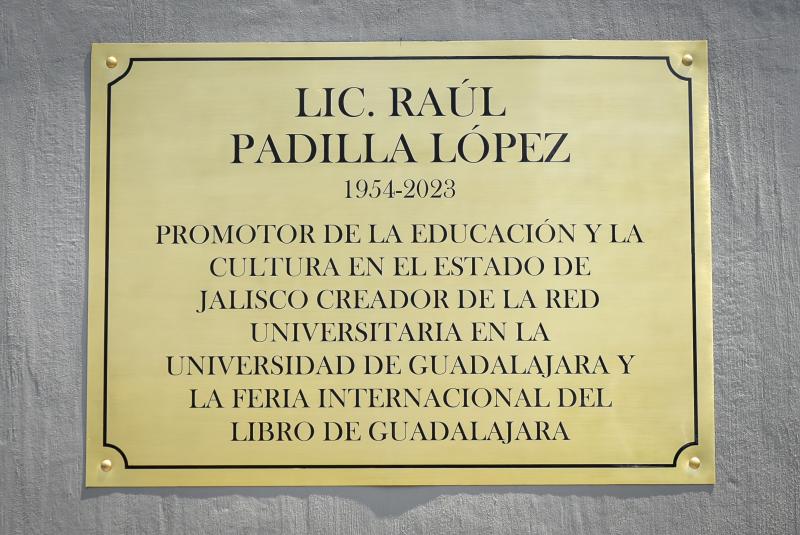 LIC. RAÚL
PADILLA LÓPEZ
1954-2023
PROMOTOR DE LA EDUCACIÓN Y LA
CULTURA EN EL ESTADO DE
JALISCO CREADOR DE LA RED
UNIVERSITARIA EN LA
UNIVERSIDAD DE GUADALAJARA Y
LA FERIA INTERNACIONAL DEL
LIBRO DE GUADALAJARA